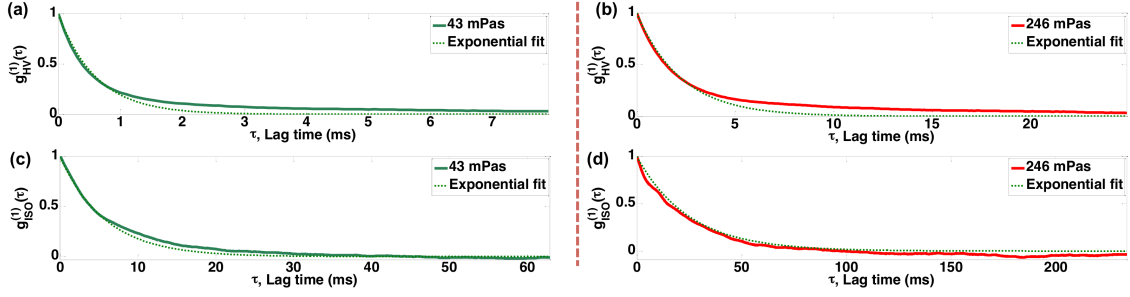 (a)
1
0.5
0
g(1)HV(τ)
43 mPas
Exponential fit
0 1 2 3 4 5 6 7
τ, Lag time (ms)
(b)
1
0.5
0
g(1)HV(τ)
246 mPas
Exponential fit
0 5 10 15 20
τ, Lag time (ms)
(c)
1
0.5
0
g(1)ISO(τ)
43 mPas
Exponential fit
0 10 20 30 40 50 60
τ, Lag time (ms)
(d)
1
0.5
0
g(1)ISO(τ)
246 mPas
Exponential fit
0 50 100 150 200
τ, Lag time (ms)